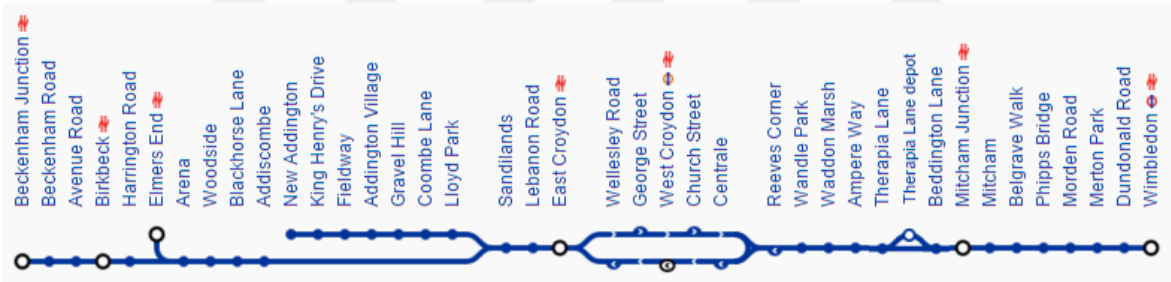 Beckenham Junction
Beckenham Road
Avenue Road
Birkbeck
Harrington Road
Elmers End
Arena
Woodside
Blackhorse Lane
Addiscombe
New Addington
King Henry's Drive
Fieldway
Addington Village
Gravel Hill
Coombe Lane
Lloyd Park
Sandilands
Lebanon Road
East Croydon
Wellesley Road
George Street
West Croydon
Church Street
Centrale
Reeves Corner
Wandle Park
Waddon Marsh
Ampere Way
Therapia Lane
Therapia Lane depot
Beddington Lane
Mitcham Junction
Mitcham
Belgrave Walk
Phipps Bridge
Morden Road
Merton Park
Dundonald Road
Wimbledon